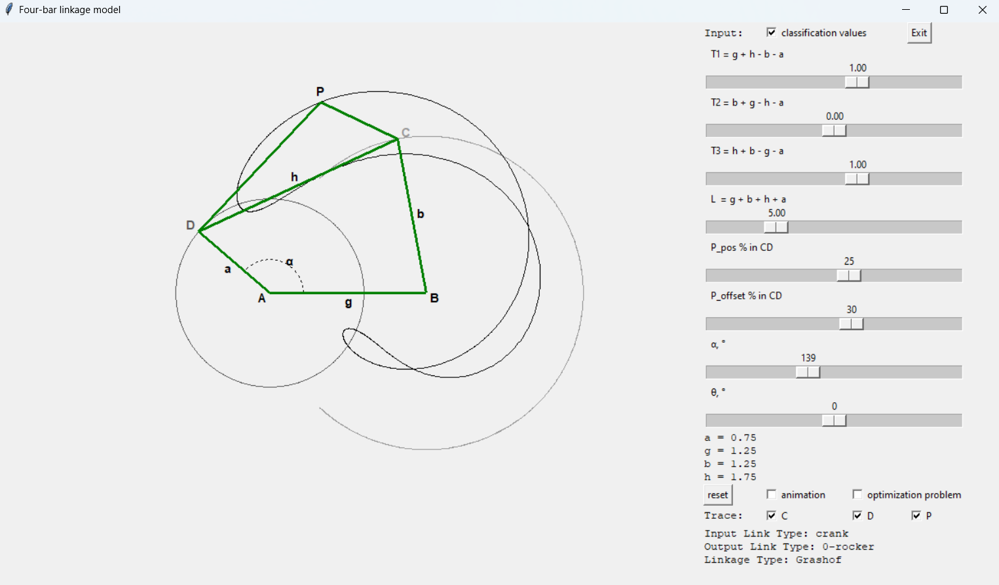 Four-bar linkage model
Input: classification values Exit
T1 = g + h - b - a
1.00
T2 = b + g - h - a
0.00
T3 = h + b - g - a
1.00
L = g + b + h + a
5.00
P_pos % in CD
25
P_offset % in CD
30
α, °
139
θ, °
0
a = 0.75
g = 1.25
b = 1.25
h = 1.75
reset animation optimization problem
Trace: C D P
Input Link Type: crank
Output Link Type: 0-rocker
Linkage Type: Grashof
P
C
h
b
D
α
a
A
g
B